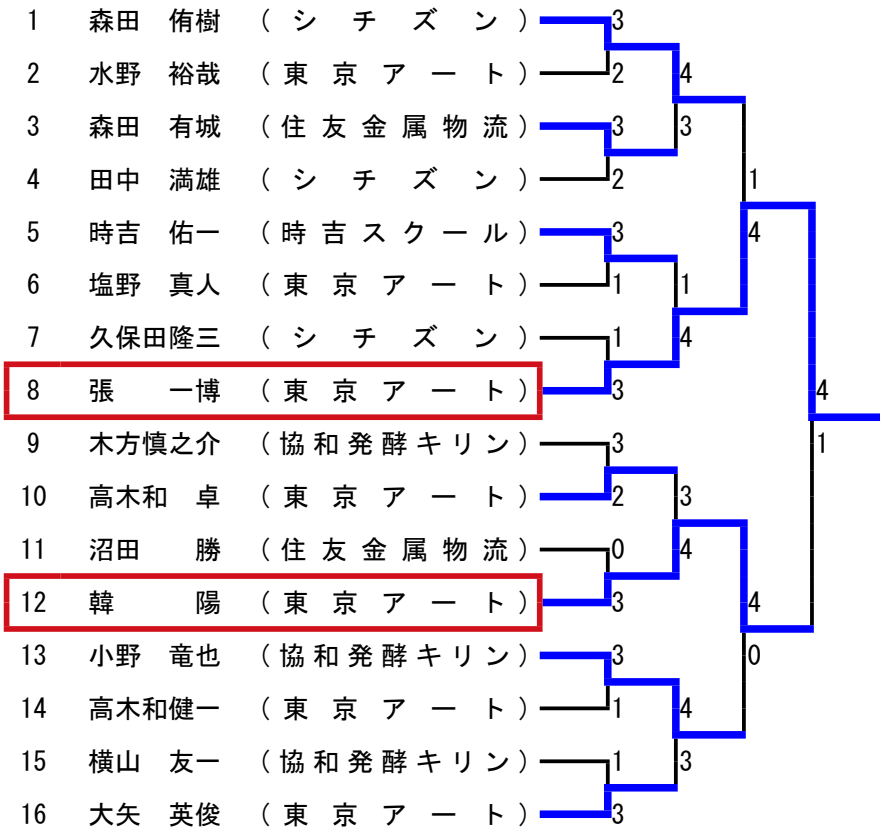 1 森田 侑樹 (シチズン) 3
2 水野 裕哉 (東京アート) 2 4
3 森田 有城 (住友金属物流) 3 3
4 田中 満雄 (シチズン) 2 1
5 時吉 佑一 (時吉スクール) 3 4
6 塩野 真人 (東京アート) 1 1
7 久保田隆三 (シチズン) 1 4
8 張 一博 (東京アート) 3 4
9 木方慎之介 (協和発酵キリン) 3 1
10 高木和 卓 (東京アート) 2 3
11 沼田 勝 (住友金属物流) 0 4
12 韓 陽 (東京アート) 3 4
13 小野 竜也 (協和発酵キリン) 3 0
14 高木和健一 (東京アート) 1 4
15 横山 友一 (協和発酵キリン) 1 3
16 大矢 英俊 (東京アート) 3